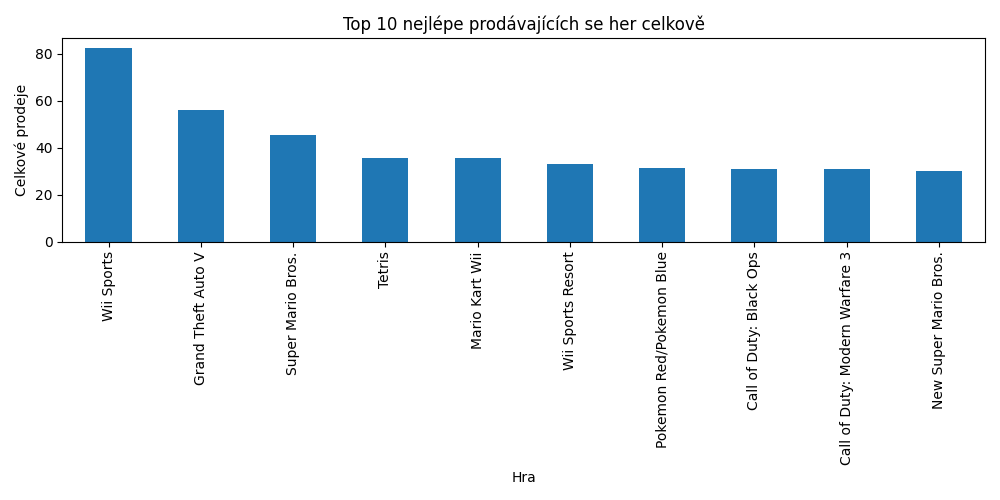 Top 10 nejlépe prodávajících se her celkově
Celkové prodeje
80
60
40
20
0
Wii Sports
Grand Theft Auto V
Super Mario Bros.
Tetris
Mario Kart Wii
Wii Sports Resort
Pokemon Red/Pokemon Blue
Call of Duty: Black Ops
Call of Duty: Modern Warfare 3
New Super Mario Bros.
Hra